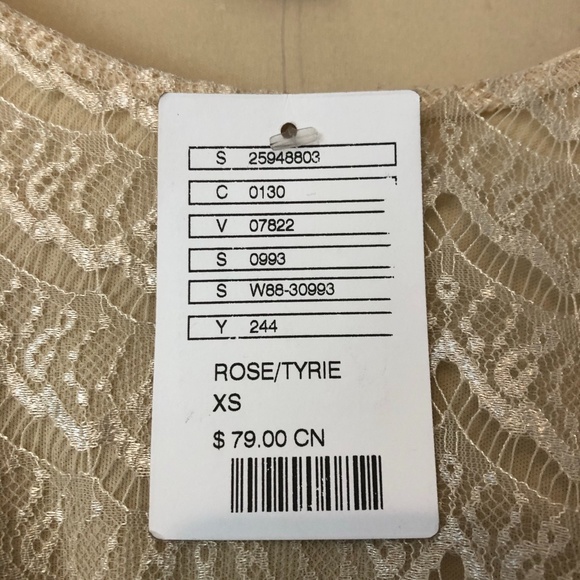 S 25948803
C 0130
V 07822
S 0993
S W88-30993
Y 244
ROSE/TYRIE
XS
$ 79.00 CN